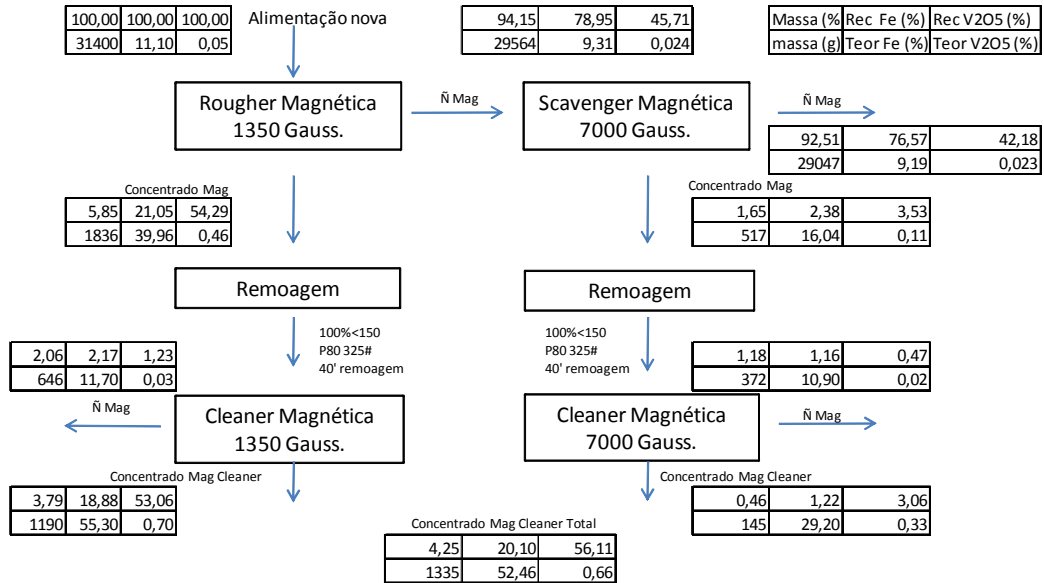 100,00 100,00 100,00
31400 11,10 0,05
Alimentação nova
94,15 78,95 45,71
29564 9,31 0,024
Massa (% Rec Fe (%) Rec V2O5 (%)
massa (g) Teor Fe (%) Teor V2O5 (%)
Rougher Magnética
1350 Gauss.
Ñ Mag
Scavenger Magnética
7000 Gauss.
Ñ Mag
92,51 76,57 42,18
29047 9,19 0,023
Concentrado Mag
5,85 21,05 54,29
1836 39,96 0,46
Concentrado Mag
1,65 2,38 3,53
517 16,04 0,11
Remoagem
Remoagem
100%<150
P80 325#
40' remoagem
100%<150
P80 325#
40' remoagem
2,06 2,17 1,23
646 11,70 0,03
1,18 1,16 0,47
372 10,90 0,02
Ñ Mag
Cleaner Magnética
1350 Gauss.
Cleaner Magnética
7000 Gauss.
Ñ Mag
Concentrado Mag Cleaner
3,79 18,88 53,06
1190 55,30 0,70
Concentrado Mag Cleaner
0,46 1,22 3,06
145 29,20 0,33
Concentrado Mag Cleaner Total
4,25 20,10 56,11
1335 52,46 0,66